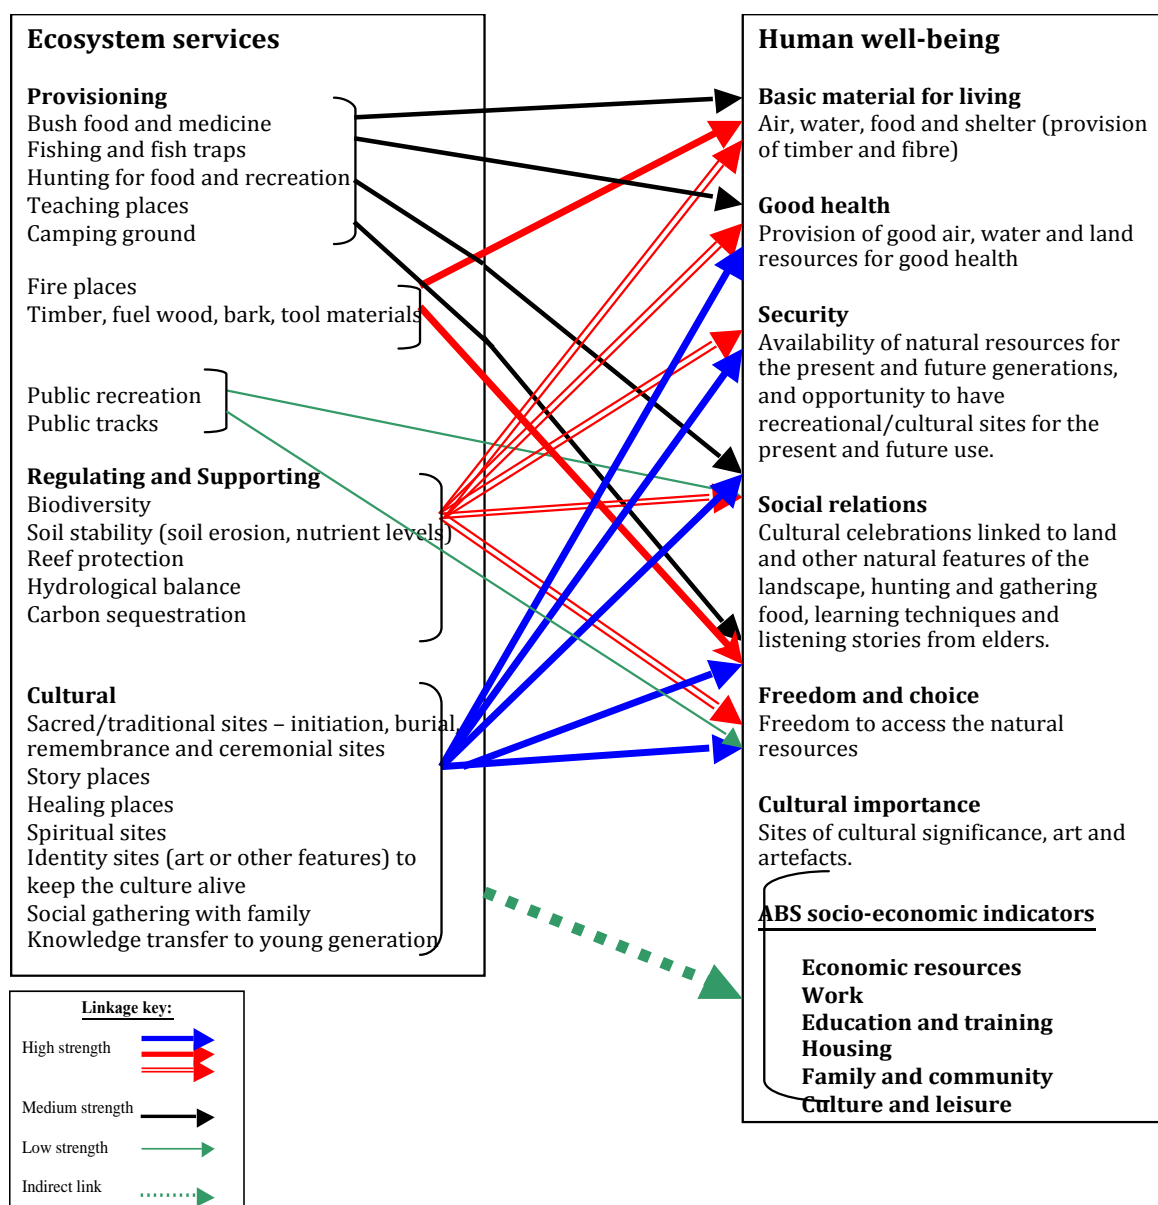 Ecosystem services
Provisioning
Bush food and medicine
Fishing and fish traps
Hunting for food and recreation
Teaching places
Camping ground
Fire places
Timber, fuel wood, bark, tool materials
Public recreation
Public tracks
Regulating and Supporting
Biodiversity
Soil stability (soil erosion, nutrient levels)
Reef protection
Hydrological balance
Carbon sequestration
Cultural
Sacred/traditional sites – initiation, burial,
remembrance and ceremonial sites
Story places
Healing places
Spiritual sites
Identity sites (art or other features) to
keep the culture alive
Social gathering with family
Knowledge transfer to young generation
Human well-being
Basic material for living
Air, water, food and shelter (provision
of timber and fibre)
Good health
Provision of good air, water and land
resources for good health
Security
Availability of natural resources for
the present and future generations,
and opportunity to have
recreational/cultural sites for the
present and future use.
Social relations
Cultural celebrations linked to land
and other natural features of the
landscape, hunting and gathering
food, learning techniques and
listening stories from elders.
Freedom and choice
Freedom to access the natural
resources
Cultural importance
Sites of cultural significance, art and
artefacts.
ABS socio-economic indicators
Economic resources
Work
Education and training
Housing
Family and community
Culture and leisure
Linkage key:
High strength
Medium strength
Low strength
Indirect link